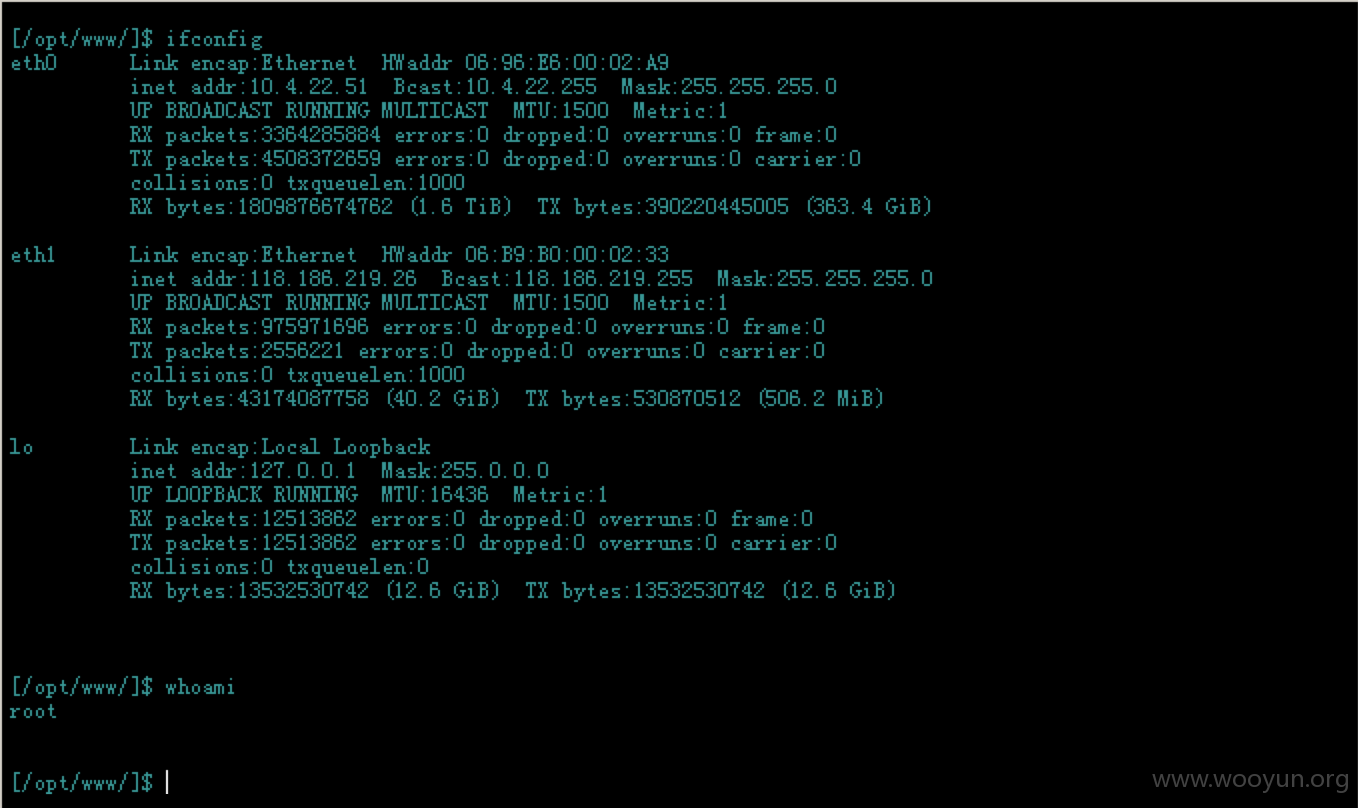 [/opt/www/]$ ifconfig
eth0 Link encap:Ethernet HWaddr 06:96:E6:00:02:A9
inet addr:10.4.22.51 Bcast:10.4.22.255 Mask:255.255.255.0
UP BROADCAST RUNNING MULTICAST MTU:1500 Metric:1
RX packets:3364285884 errors:0 dropped:0 overruns:0 frame:0
TX packets:4508372659 errors:0 dropped:0 overruns:0 carrier:0
collisions:0 txqueuelen:1000
RX bytes:1809876674762 (1.6 TiB) TX bytes:390220445005 (363.4 GiB)
eth1 Link encap:Ethernet HWaddr 06:B9:B0:00:02:33
inet addr:118.186.219.26 Bcast:118.186.219.255 Mask:255.255.255.0
UP BROADCAST RUNNING MULTICAST MTU:1500 Metric:1
RX packets:975971696 errors:0 dropped:0 overruns:0 frame:0
TX packets:2556221 errors:0 dropped:0 overruns:0 carrier:0
collisions:0 txqueuelen:1000
RX bytes:43174087758 (40.2 GiB) TX bytes:530870512 (506.2 MiB)
lo Link encap:Local Loopback
inet addr:127.0.0.1 Mask:255.0.0.0
UP LOOPBACK RUNNING MTU:16436 Metric:1
RX packets:12513862 errors:0 dropped:0 overruns:0 frame:0
TX packets:12513862 errors:0 dropped:0 overruns:0 carrier:0
collisions:0 txqueuelen:0
RX bytes:13532530742 (12.6 GiB) TX bytes:13532530742 (12.6 GiB)
[/opt/www/]$ whoami
root
[/opt/www/]$
www.wooyun.org